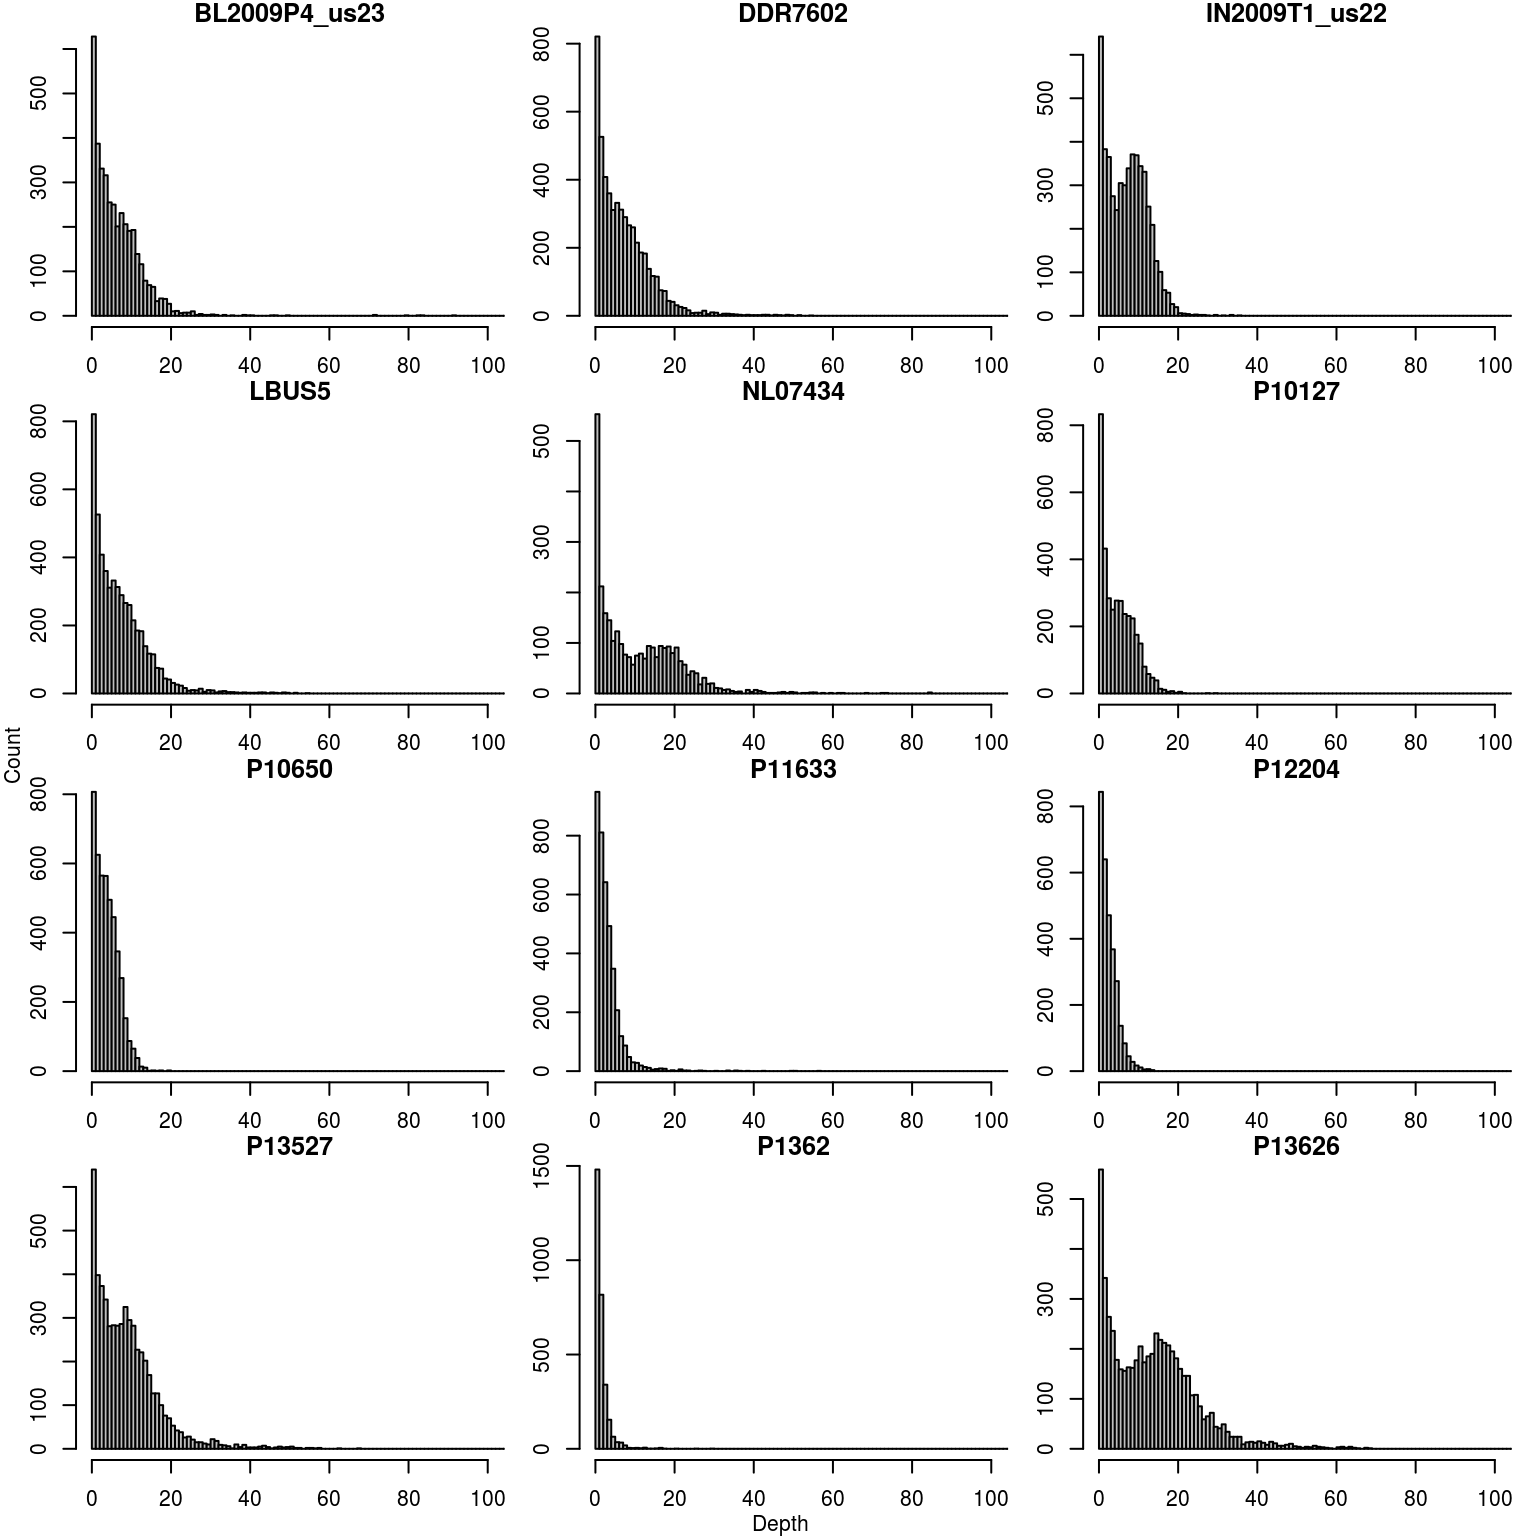 BL2009P4_us23 DDR7602 IN2009T1_us22
0 100 300 500 0 200 400 600 800 0 100 300 500
0 20 40 60 80 100 0 20 40 60 80 100 0 20 40 60 80 100
LBUS5 NL07434 P10127
0 200 400 600 800 0 100 300 500 0 200 400 600 800
0 20 40 60 80 100 0 20 40 60 80 100 0 20 40 60 80 100
Count
P10650 P11633 P12204
0 200 400 600 800 0 200 400 600 800 0 200 400 600 800
0 20 40 60 80 100 0 20 40 60 80 100 0 20 40 60 80 100
P13527 P1362 P13626
0 100 300 500 0 500 1000 1500 0 100 300 500
0 20 40 60 80 100 0 20 40 60 80 100 0 20 40 60 80 100
Depth